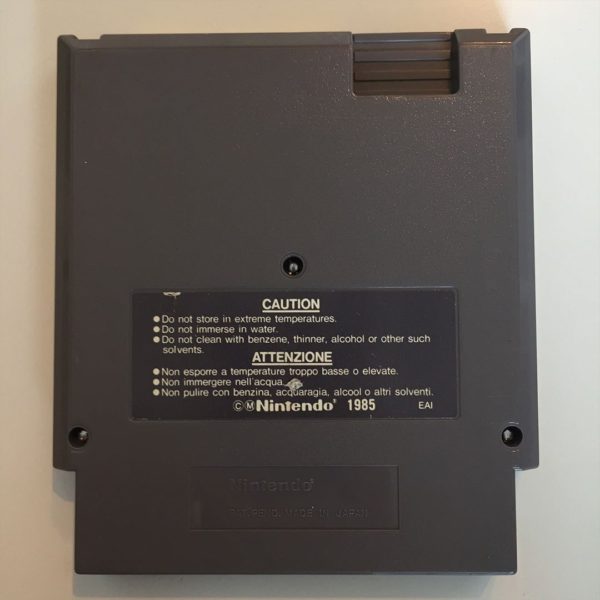 CAUTION
● Do not store in extreme temperatures.
● Do not immerse in water.
● Do not clean with benzene, thinner, alcohol or other such
solvents.
ATTENZIONE
● Non esporre a temperature troppo basse o elevate.
● Non immergere nell'acqua.
● Non pulire con benzina, acquaragia, alcool o altri solventi.
©Ⓜ Nintendo® 1985 EAI
Nintendo®
PAT. PEND. MADE IN JAPAN